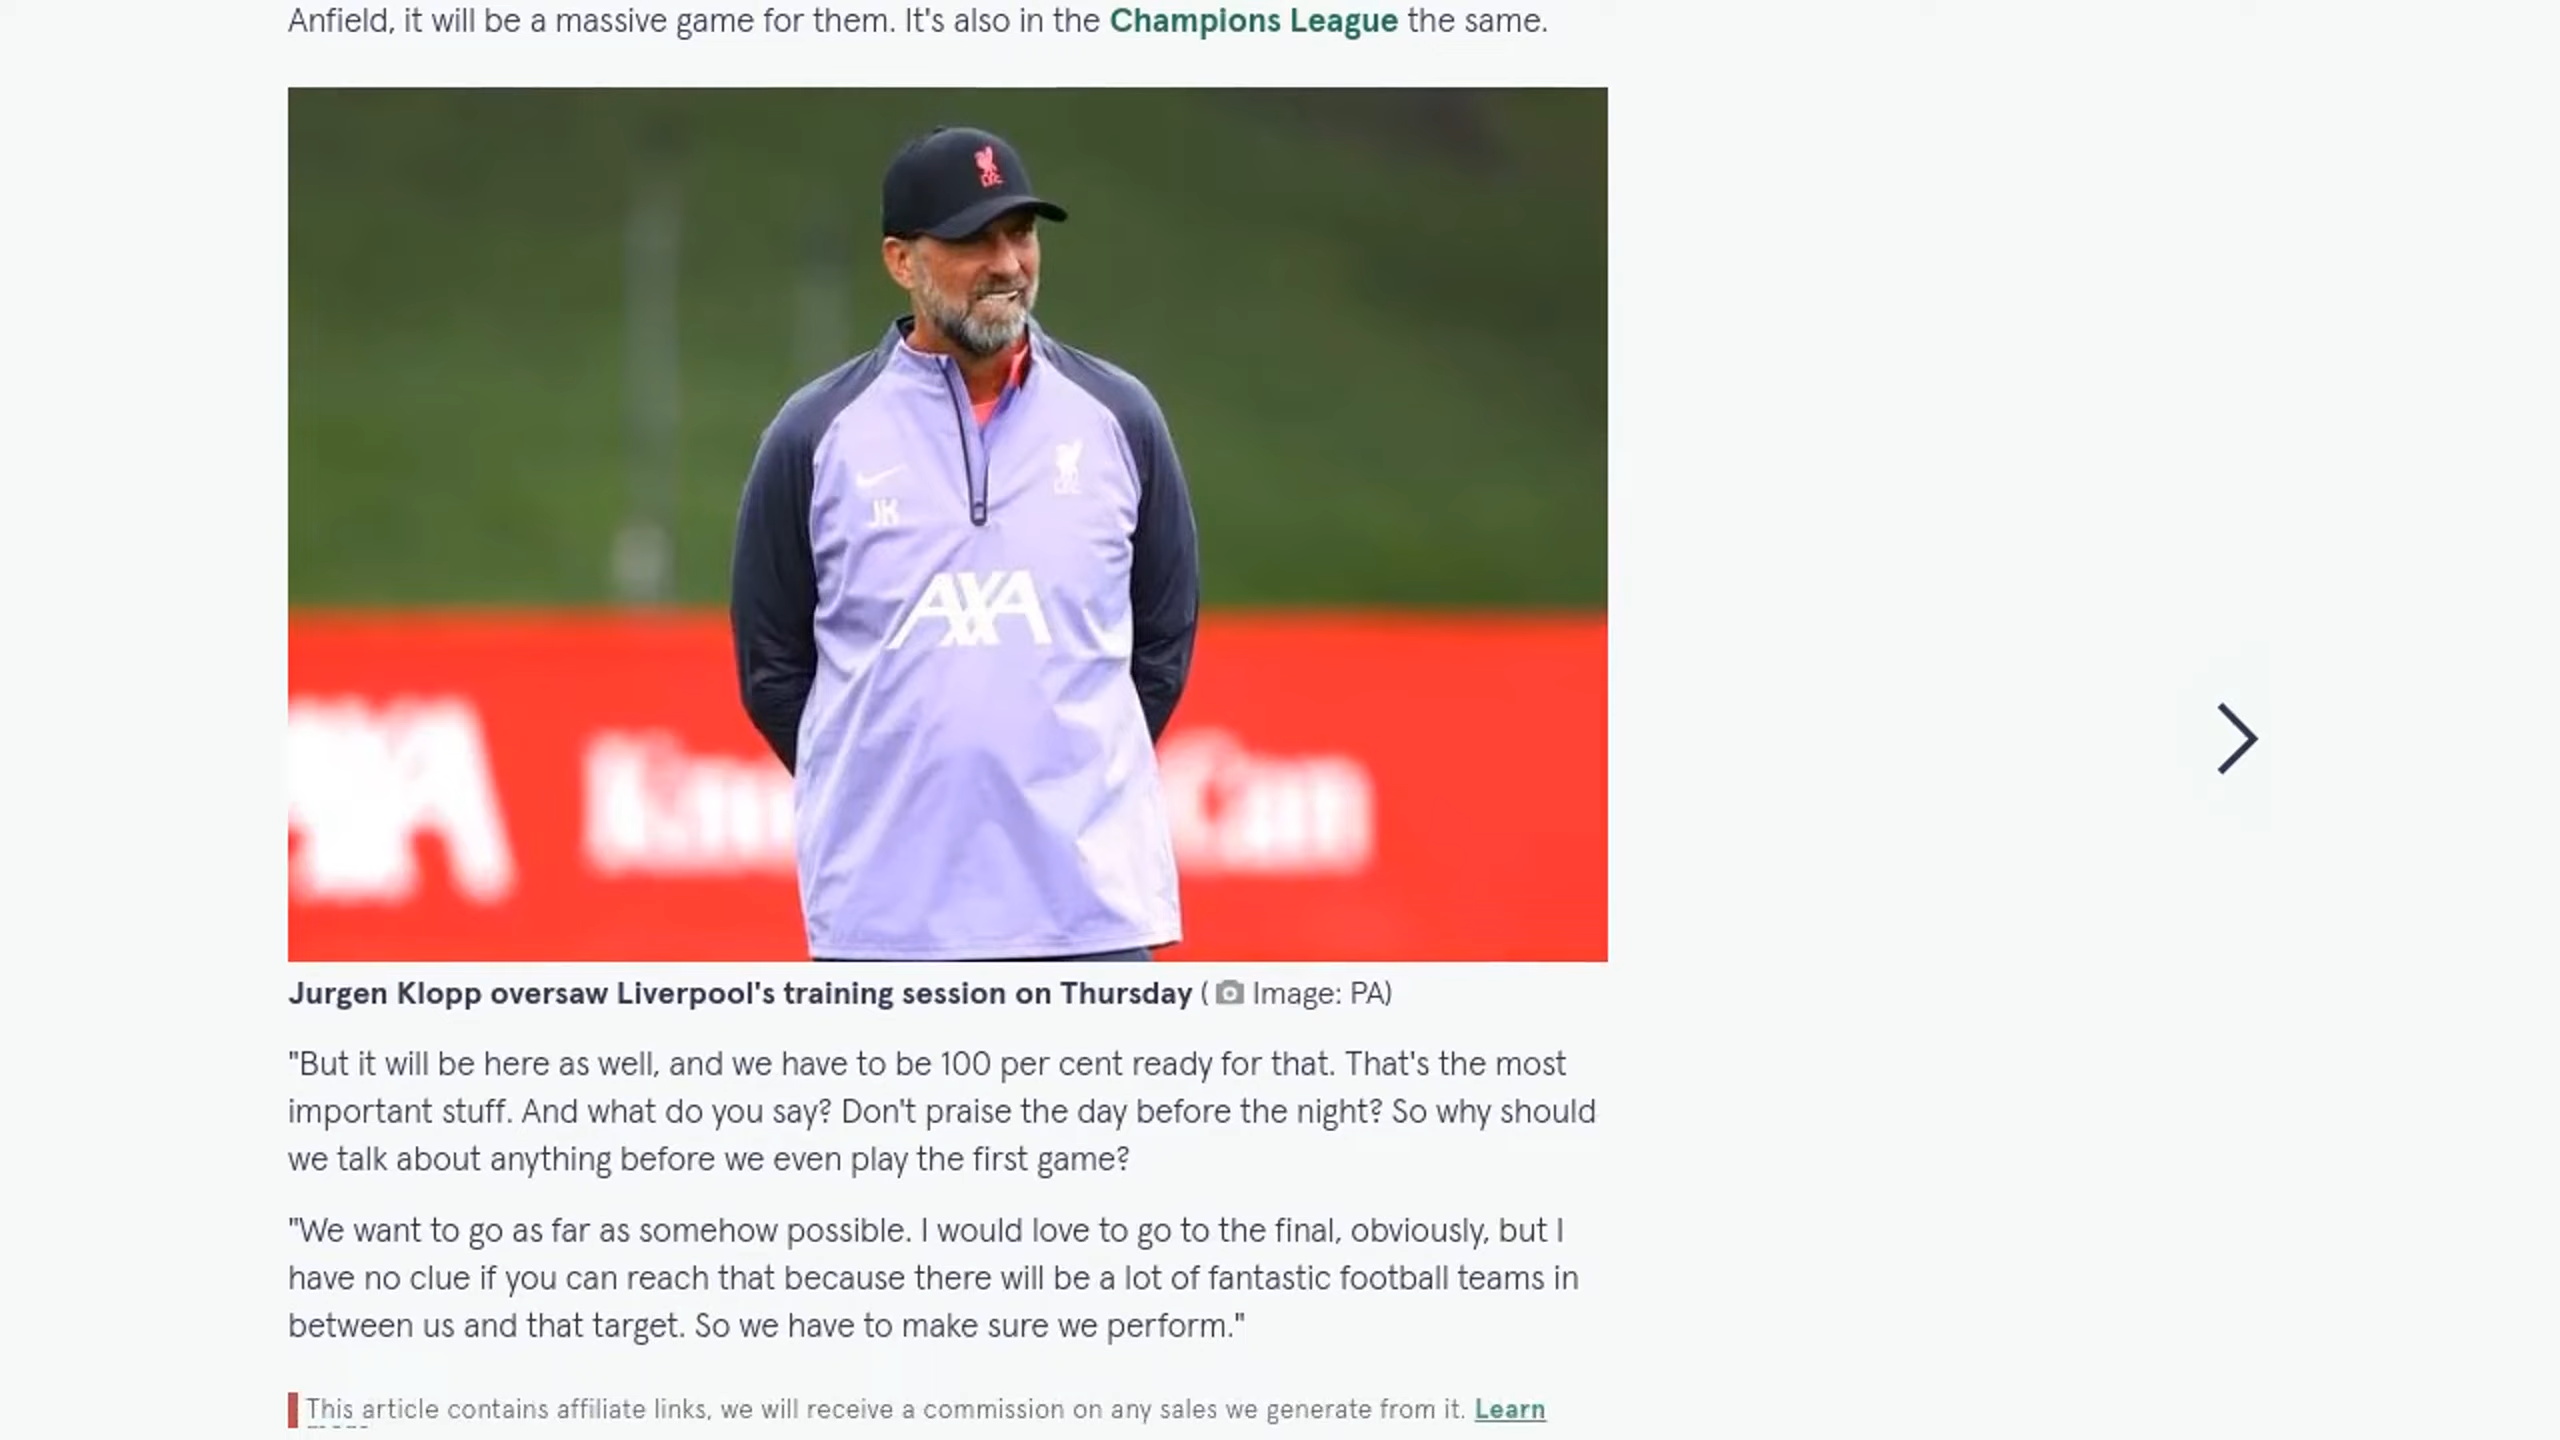 Anfield, it will be a massive game for them. It's also in the Champions League the same.
LFC
JK
LFC
AXA
Jurgen Klopp oversaw Liverpool's training session on Thursday ( Image: PA)
"But it will be here as well, and we have to be 100 per cent ready for that. That's the most
important stuff. And what do you say? Don't praise the day before the night? So why should
we talk about anything before we even play the first game?
"We want to go as far as somehow possible. I would love to go to the final, obviously, but I
have no clue if you can reach that because there will be a lot of fantastic football teams in
between us and that target. So we have to make sure we perform."
This article contains affiliate links, we will receive a commission on any sales we generate from it. Learn